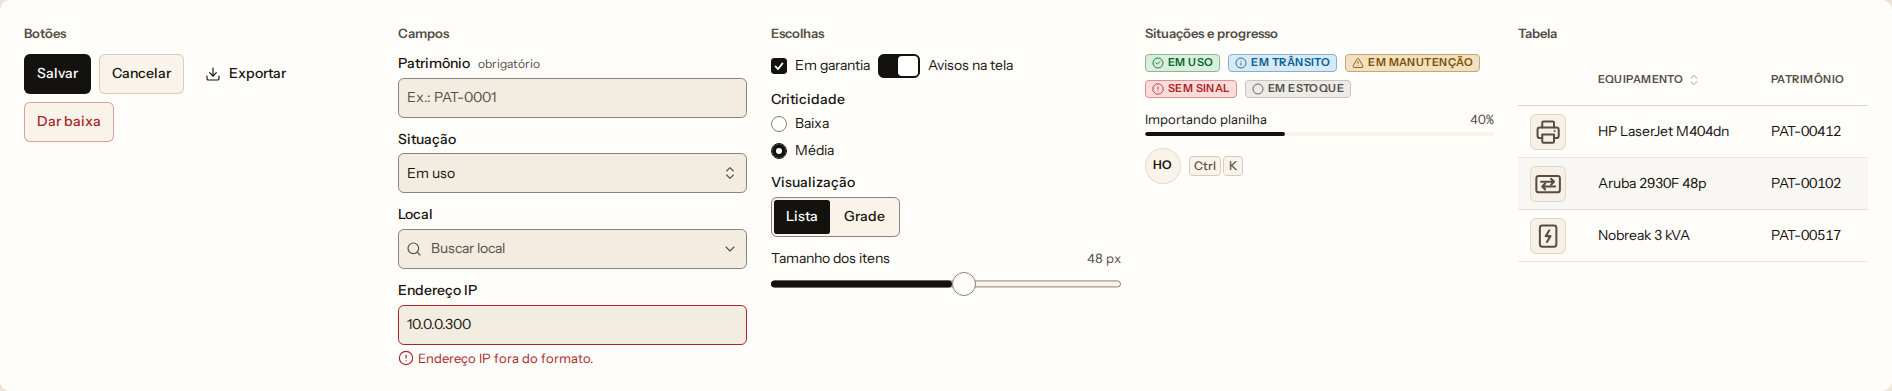 Botões
Salvar
Cancelar
Exportar
Dar baixa
Campos
Patrimônio obrigatório
Ex.: PAT-0001
Situação
Em uso
Local
Buscar local
Endereço IP
10.0.0.300
Endereço IP fora do formato.
Escolhas
Em garantia
Avisos na tela
Criticidade
Baixa
Média
Visualização
Lista
Grade
Tamanho dos itens 48 px
Situações e progresso
EM USO
EM TRÂNSITO
EM MANUTENÇÃO
SEM SINAL
EM ESTOQUE
Importando planilha 40%
HO
Ctrl K
Tabela
EQUIPAMENTO PATRIMÔNIO
HP LaserJet M404dn PAT-00412
Aruba 2930F 48p PAT-00102
Nobreak 3 kVA PAT-00517